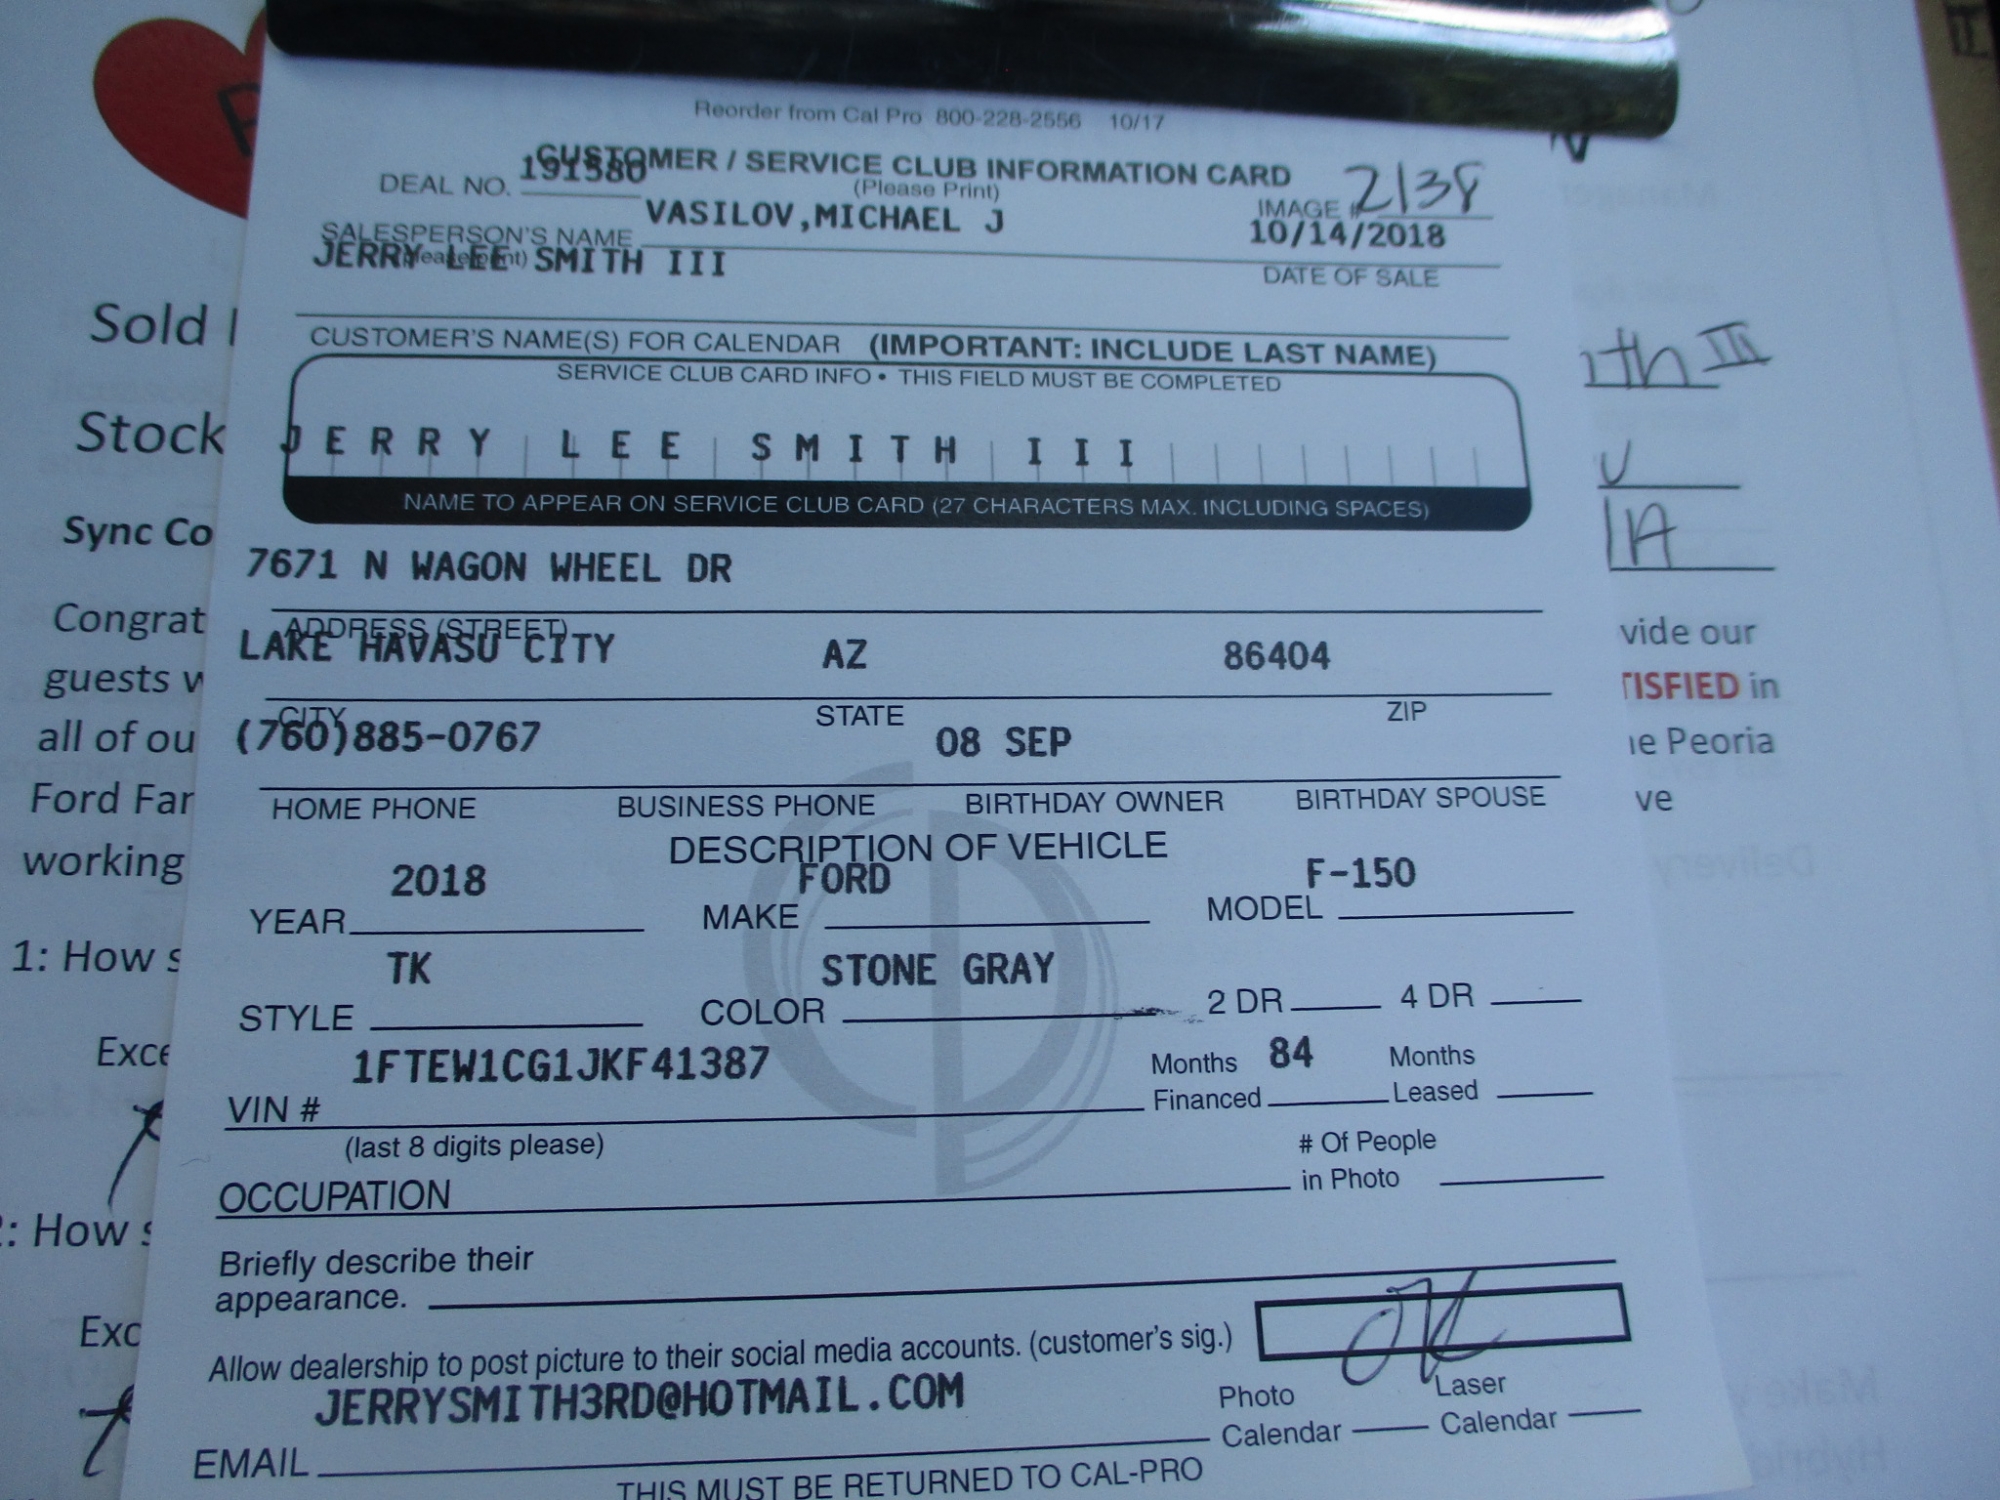 Reorder from Cal Pro 800-228-2556 10/17
CUSTOMER / SERVICE CLUB INFORMATION CARD
(Please Print)
DEAL NO. 191580
IMAGE # 2138
SALESPERSON'S NAME VASILOV,MICHAEL J
10/14/2018
DATE OF SALE
JERRY LEE SMITH III
CUSTOMER'S NAME(S) FOR CALENDAR (IMPORTANT: INCLUDE LAST NAME)
SERVICE CLUB CARD INFO • THIS FIELD MUST BE COMPLETED
JERRY LEE SMITH III
NAME TO APPEAR ON SERVICE CLUB CARD (27 CHARACTERS MAX. INCLUDING SPACES)
7671 N WAGON WHEEL DR
ADDRESS (STREET)
LAKE HAVASU CITY AZ 86404
CITY STATE ZIP
(760)885-0767 08 SEP
HOME PHONE BUSINESS PHONE BIRTHDAY OWNER BIRTHDAY SPOUSE
DESCRIPTION OF VEHICLE
YEAR 2018 MAKE FORD MODEL F-150
STYLE TK COLOR STONE GRAY 2 DR 4 DR
VIN # 1FTEW1CG1JKF41387 Months Financed 84 Months Leased
(last 8 digits please)
# Of People
in Photo
OCCUPATION
Briefly describe their
appearance.
Allow dealership to post picture to their social media accounts. (customer's sig.) OK
JERRYSMITH3RD@HOTMAIL.COM
EMAIL
Photo Calendar Laser Calendar
THIS MUST BE RETURNED TO CAL-PRO
Sold
Stock
Sync Co
Congrat
guests w
all of ou
Ford Far
working
1: How s
Exce
2: How s
Exc
III
vide our
TISFIED in
ne Peoria
ve